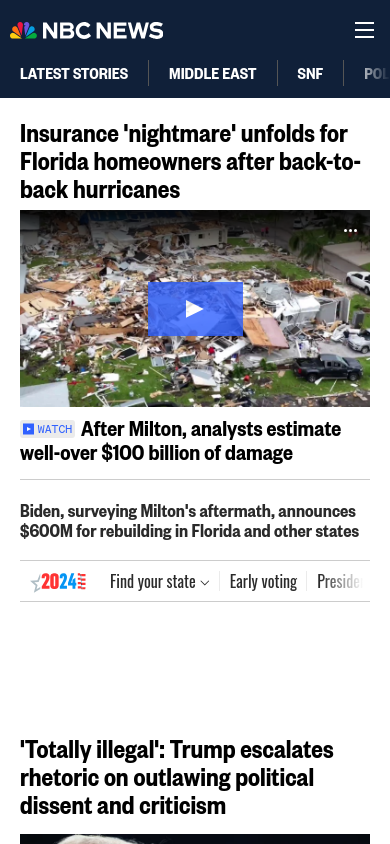 NBC NEWS
LATEST STORIES
MIDDLE EAST
SNF
Insurance 'nightmare' unfolds for
Florida homeowners after back-to-
back hurricanes
WATCH After Milton, analysts estimate
well-over $100 billion of damage
Biden, surveying Milton's aftermath, announces
$600M for rebuilding in Florida and other states
2024
Find your state
Early voting
'Totally illegal': Trump escalates
rhetoric on outlawing political
dissent and criticism